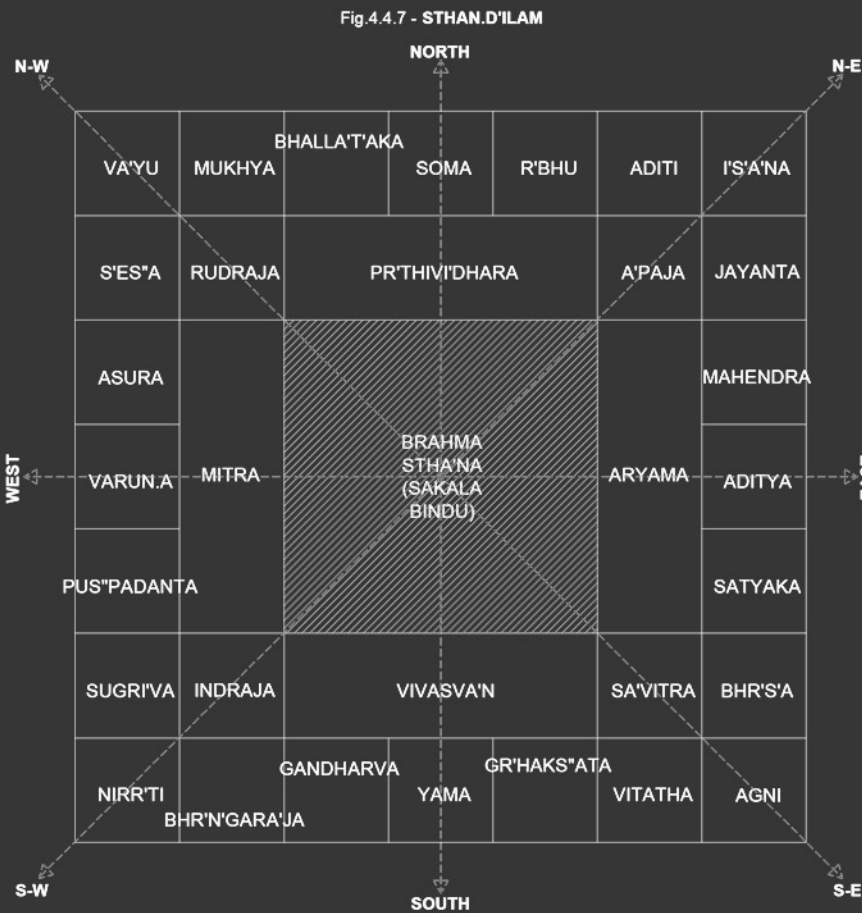 Fig.4.4.7 - STHAN.D'ILAM
NORTH
N-W
N-E
BHALLA'T'AKA
VA'YU
MUKHYA
SOMA
R'BHU
ADITI
I'S'A'NA
S'ES"A
RUDRAJA
PR'THIVI'DHARA
A'PAJA
JAYANTA
ASURA
MAHENDRA
BRAHMA
STHA'NA
(SAKALA
BINDU)
WEST
VARUN.A
MITRA
ARYAMA
ADITYA
PUS"PADANTA
SATYAKA
SUGRI'VA
INDRAJA
VIVASVA'N
SA'VITRA
BHR'S'A
GANDHARVA
GR'HAKS"ATA
NIRR'TI
BHR'N'GARA'JA
YAMA
VITATHA
AGNI
S-W
S-E
SOUTH